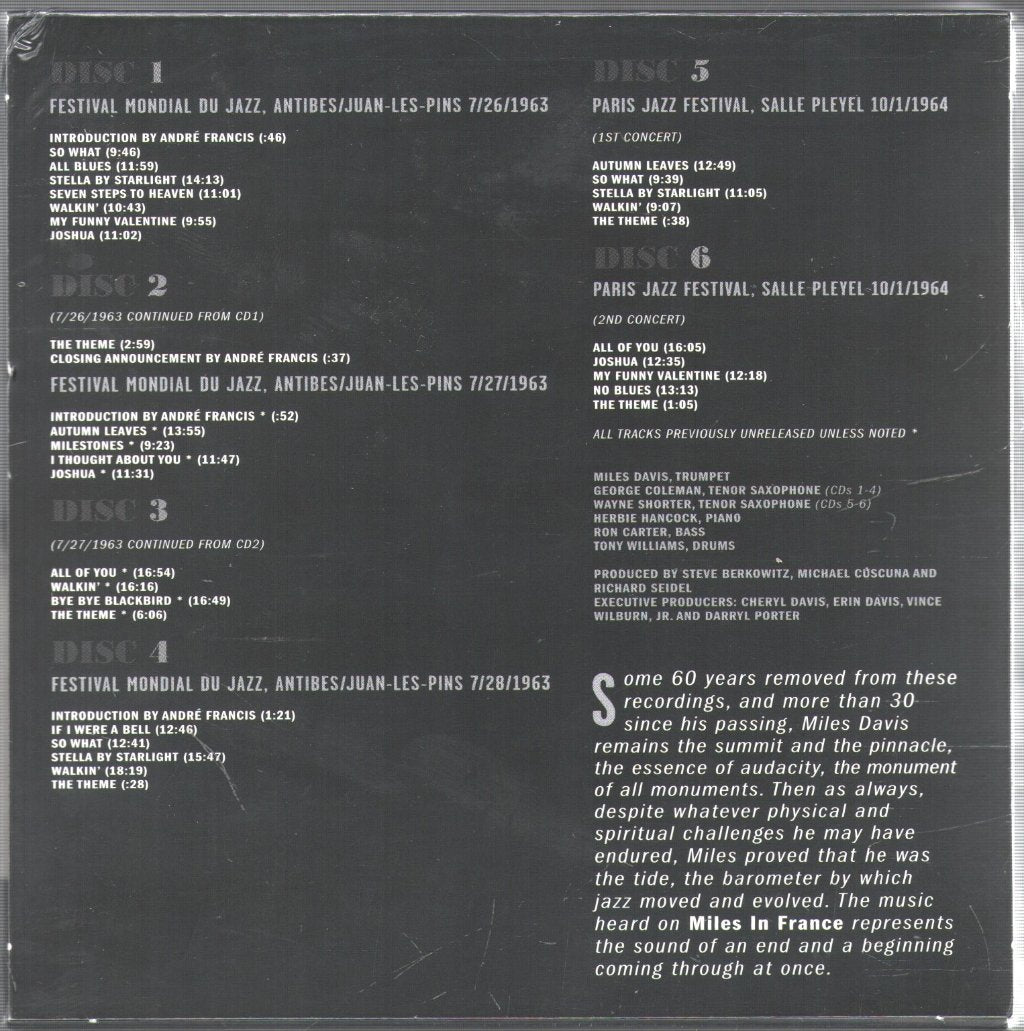 DISC 1
FESTIVAL MONDIAL DU JAZZ, ANTIBES/JUAN-LES-PINS 7/26/1963
INTRODUCTION BY ANDRÉ FRANCIS (:46)
SO WHAT (9:46)
ALL BLUES (11:59)
STELLA BY STARLIGHT (14:13)
SEVEN STEPS TO HEAVEN (11:01)
WALKIN' (10:43)
MY FUNNY VALENTINE (9:55)
JOSHUA (11:02)
DISC 2
(7/26/1963 CONTINUED FROM CD1)
THE THEME (2:59)
CLOSING ANNOUNCEMENT BY ANDRÉ FRANCIS (:37)
FESTIVAL MONDIAL DU JAZZ, ANTIBES/JUAN-LES-PINS 7/27/1963
INTRODUCTION BY ANDRÉ FRANCIS * (:52)
AUTUMN LEAVES * (13:55)
MILESTONES * (9:23)
I THOUGHT ABOUT YOU * (11:47)
JOSHUA * (11:31)
DISC 3
(7/27/1963 CONTINUED FROM CD2)
ALL OF YOU * (16:54)
WALKIN' * (16:16)
BYE BYE BLACKBIRD * (16:49)
THE THEME * (6:06)
DISC 4
FESTIVAL MONDIAL DU JAZZ, ANTIBES/JUAN-LES-PINS 7/28/1963
INTRODUCTION BY ANDRÉ FRANCIS (1:21)
IF I WERE A BELL (12:46)
SO WHAT (12:41)
STELLA BY STARLIGHT (15:47)
WALKIN' (18:19)
THE THEME (:28)
DISC 5
PARIS JAZZ FESTIVAL, SALLE PLEYEL 10/1/1964
(1ST CONCERT)
AUTUMN LEAVES (12:49)
SO WHAT (9:39)
STELLA BY STARLIGHT (11:05)
WALKIN' (9:07)
THE THEME (:38)
DISC 6
PARIS JAZZ FESTIVAL, SALLE PLEYEL 10/1/1964
(2ND CONCERT)
ALL OF YOU (16:05)
JOSHUA (12:35)
MY FUNNY VALENTINE (12:18)
NO BLUES (13:13)
THE THEME (1:05)
ALL TRACKS PREVIOUSLY UNRELEASED UNLESS NOTED *
MILES DAVIS, TRUMPET
GEORGE COLEMAN, TENOR SAXOPHONE (CDs 1-4)
WAYNE SHORTER, TENOR SAXOPHONE (CDs 5-6)
HERBIE HANCOCK, PIANO
RON CARTER, BASS
TONY WILLIAMS, DRUMS
PRODUCED BY STEVE BERKOWITZ, MICHAEL CUSCUNA AND
RICHARD SEIDEL
EXECUTIVE PRODUCERS: CHERYL DAVIS, ERIN DAVIS, VINCE
WILBURN, JR. AND DARRYL PORTER
Some 60 years removed from these
recordings, and more than 30
since his passing, Miles Davis
remains the summit and the pinnacle,
the essence of audacity, the monument
of all monuments. Then as always,
despite whatever physical and
spiritual challenges he may have
endured, Miles proved that he was
the tide, the barometer by which
jazz moved and evolved. The music
heard on Miles In France represents
the sound of an end and a beginning
coming through at once.